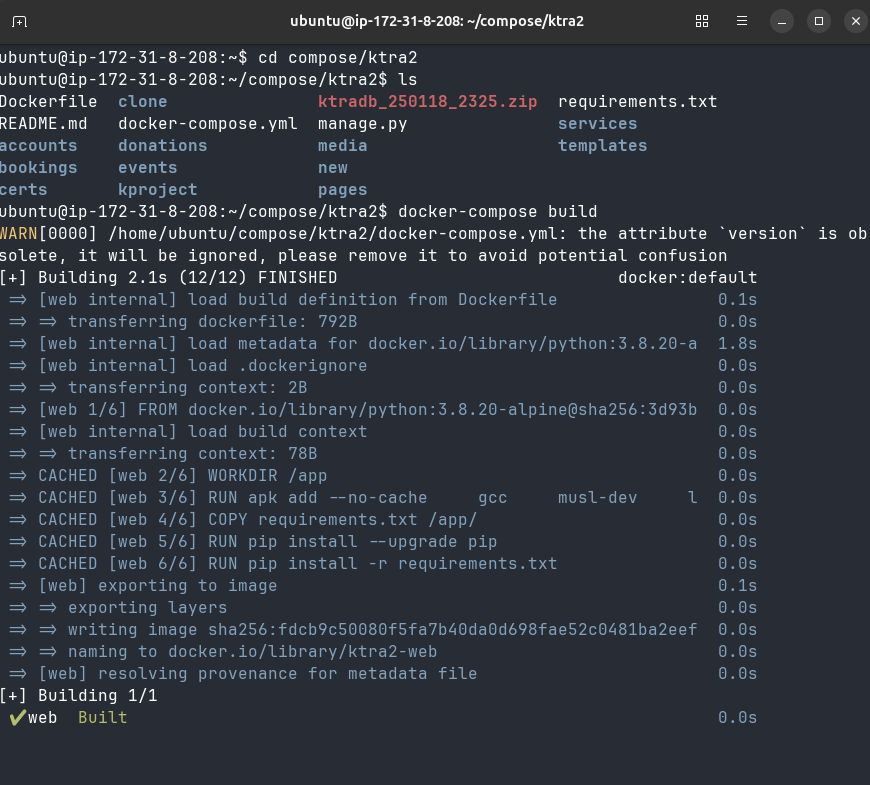 ubuntu@ip-172-31-8-208: ~/compose/ktra2
ubuntu@ip-172-31-8-208:~$ cd compose/ktra2
ubuntu@ip-172-31-8-208:~/compose/ktra2$ ls
Dockerfile  clone               ktradb_250118_2325.zip  requirements.txt
README.md   docker-compose.yml  manage.py               services
accounts    donations           media                   templates
bookings    events              new
certs       kproject            pages
ubuntu@ip-172-31-8-208:~/compose/ktra2$ docker-compose build
WARN[0000] /home/ubuntu/compose/ktra2/docker-compose.yml: the attribute `version` is ob
solete, it will be ignored, please remove it to avoid potential confusion
[+] Building 2.1s (12/12) FINISHED                            docker:default
 => [web internal] load build definition from Dockerfile                0.1s
 => => transferring dockerfile: 792B                                    0.0s
 => [web internal] load metadata for docker.io/library/python:3.8.20-a  1.8s
 => [web internal] load .dockerignore                                   0.0s
 => => transferring context: 2B                                         0.0s
 => [web 1/6] FROM docker.io/library/python:3.8.20-alpine@sha256:3d93b  0.0s
 => [web internal] load build context                                   0.0s
 => => transferring context: 78B                                        0.0s
 => CACHED [web 2/6] WORKDIR /app                                       0.0s
 => CACHED [web 3/6] RUN apk add --no-cache     gcc     musl-dev     l  0.0s
 => CACHED [web 4/6] COPY requirements.txt /app/                        0.0s
 => CACHED [web 5/6] RUN pip install --upgrade pip                      0.0s
 => CACHED [web 6/6] RUN pip install -r requirements.txt                0.0s
 => [web] exporting to image                                            0.1s
 => => exporting layers                                                 0.0s
 => => writing image sha256:fdcb9c50080f5fa7b40da0d698fae52c0481ba2eef  0.0s
 => => naming to docker.io/library/ktra2-web                            0.0s
 => [web] resolving provenance for metadata file                        0.0s
[+] Building 1/1
 ✔web  Built                                                            0.0s